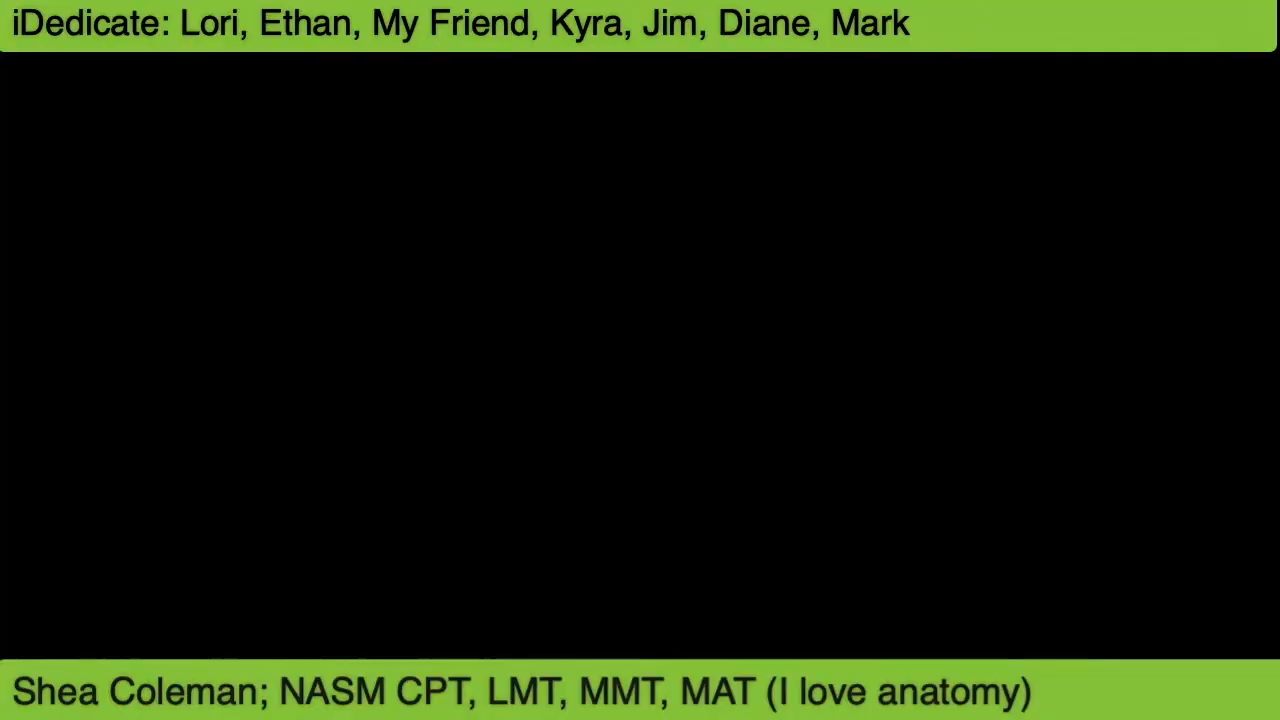 iDedicate: Lori, Ethan, My Friend, Kyra, Jim, Diane, Mark
Shea Coleman; NASM CPT, LMT, MMT, MAT (I love anatomy)